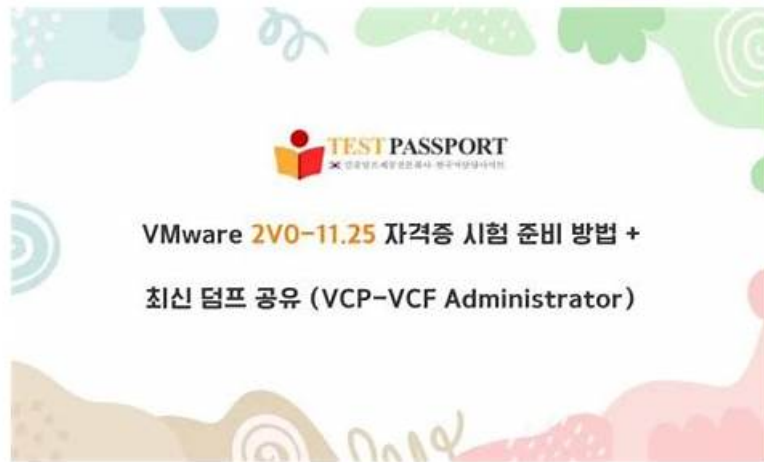 TEST PASSPORT
VMware 2V0-11.25 자격증 시험 준비 방법 +
최신 덤프 공유 (VCP-VCF Administrator)